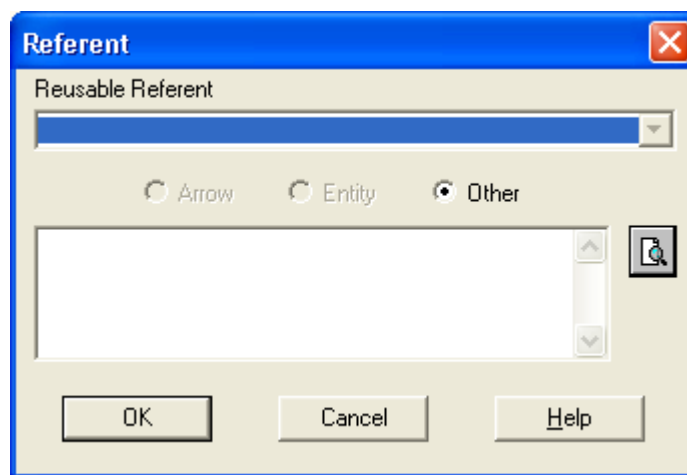 Referent
Reusable Referent
Arrow Entity Other
OK Cancel Help